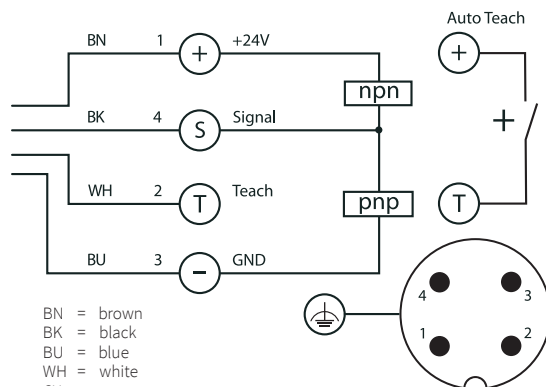 Auto Teach
BN 1 + +24V
npn
BK 4 S Signal
+
WH 2 T Teach
pnp
T
BU 3 − GND
4 3
1 2
BN = brown
BK = black
BU = blue
WH = white